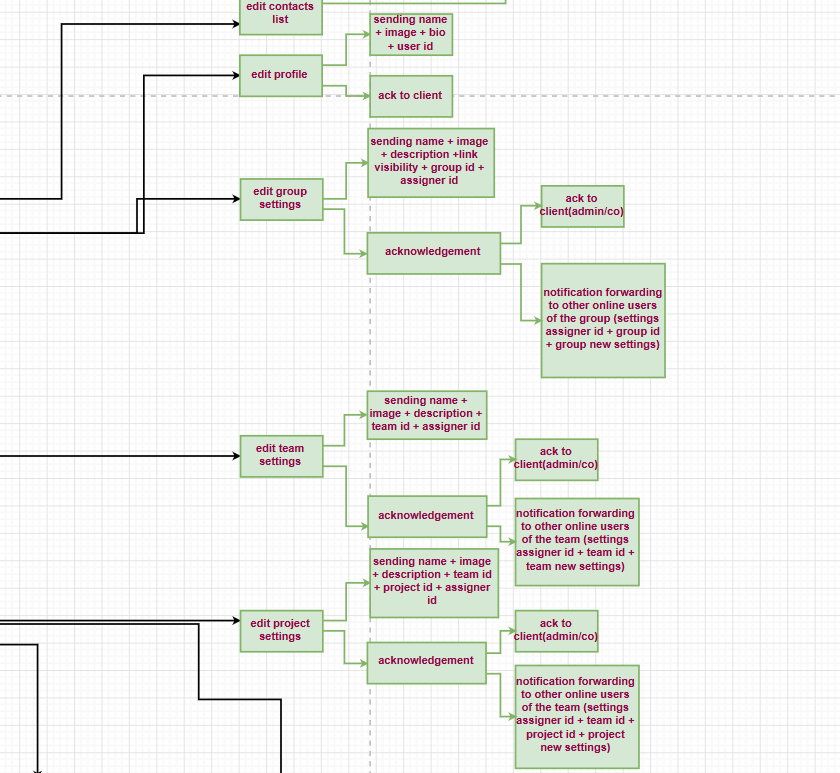 edit contacts
list
sending name
+ image + bio
+ user id
edit profile
ack to client
sending name + image
+ description +link
visibility + group id +
assigner id
edit group
settings
ack to
client(admin/co)
acknowledgement
notification forwarding
to other online users
of the group (settings
assigner id + group id
+ group new settings)
sending name +
image + description +
team id + assigner id
edit team
settings
ack to
client(admin/co)
acknowledgement
notification forwarding
to other online users
of the team (settings
assigner id + team id +
team new settings)
sending name + image
+ description + team id
+ project id + assigner
id
edit project
settings
ack to
client(admin/co)
acknowledgement
notification forwarding
to other online users
of the team (settings
assigner id + team id +
project id + project
new settings)